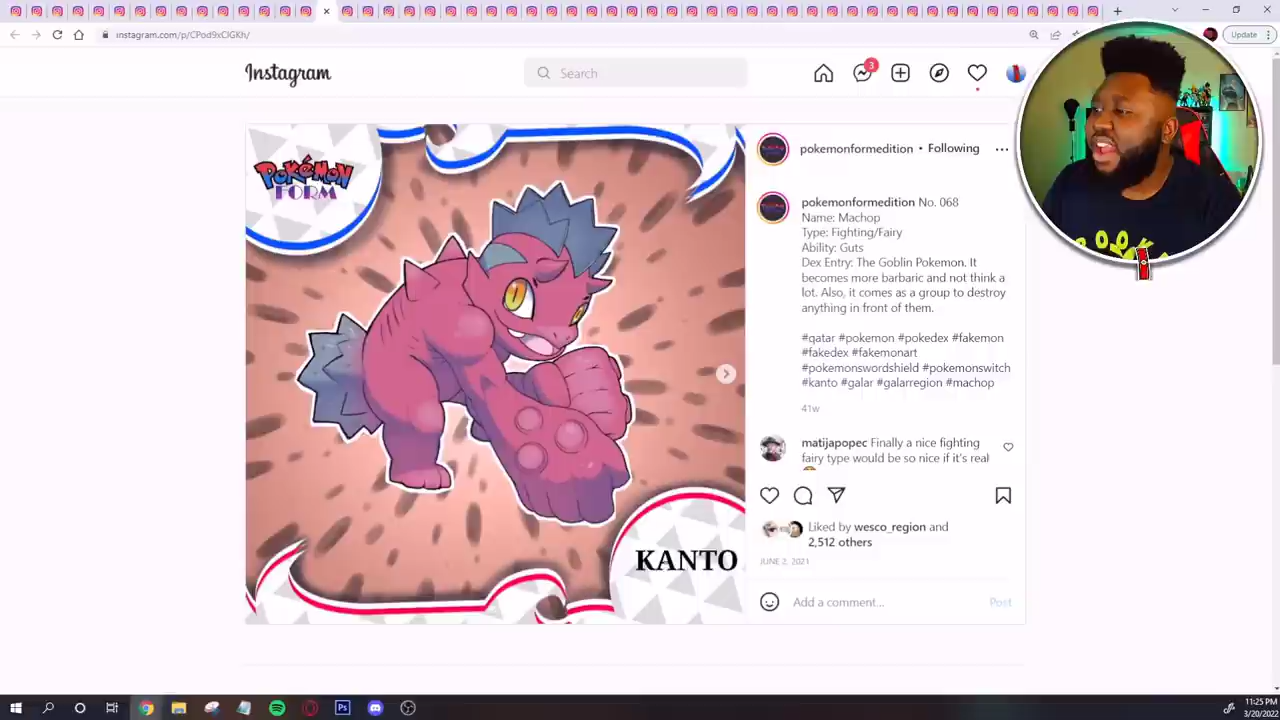 instagram.com/p/CPod9xClGKh/
Update
Instagram
Search
3
POKéMON
FORM
KANTO
pokemonformedition • Following
pokemonformedition No. 068
Name: Machop
Type: Fighting/Fairy
Ability: Guts
Dex Entry: The Goblin Pokemon. It
becomes more barbaric and not think a
lot. Also, it comes as a group to destroy
anything in front of them.
#qatar #pokemon #pokedex #fakemon
#fakedex #fakemonart
#pokemonswordshield #pokemonswitch
#kanto #galar #galarregion #machop
41w
matijapopec Finally a nice fighting
fairy type would be so nice if it's real
Liked by wesco_region and
2,512 others
JUNE 2, 2021
Add a comment...
Post
11:25 PM
3/20/2022